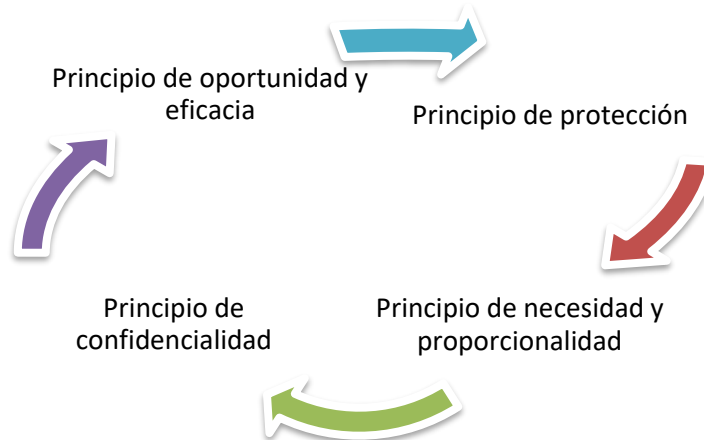 Principio de oportunidad y
eficacia
Principio de protección
Principio de necesidad y
proporcionalidad
Principio de
confidencialidad